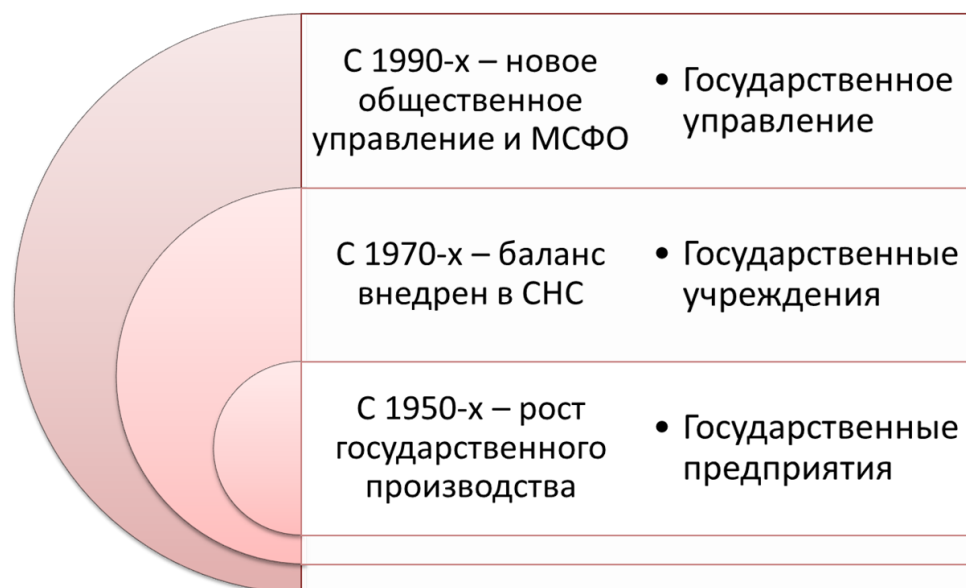 С 1990-х – новое
общественное
управление и МСФО
• Государственное
управление
С 1970-х – баланс
внедрен в СНС
• Государственные
учреждения
С 1950-х – рост
государственного
производства
• Государственные
предприятия